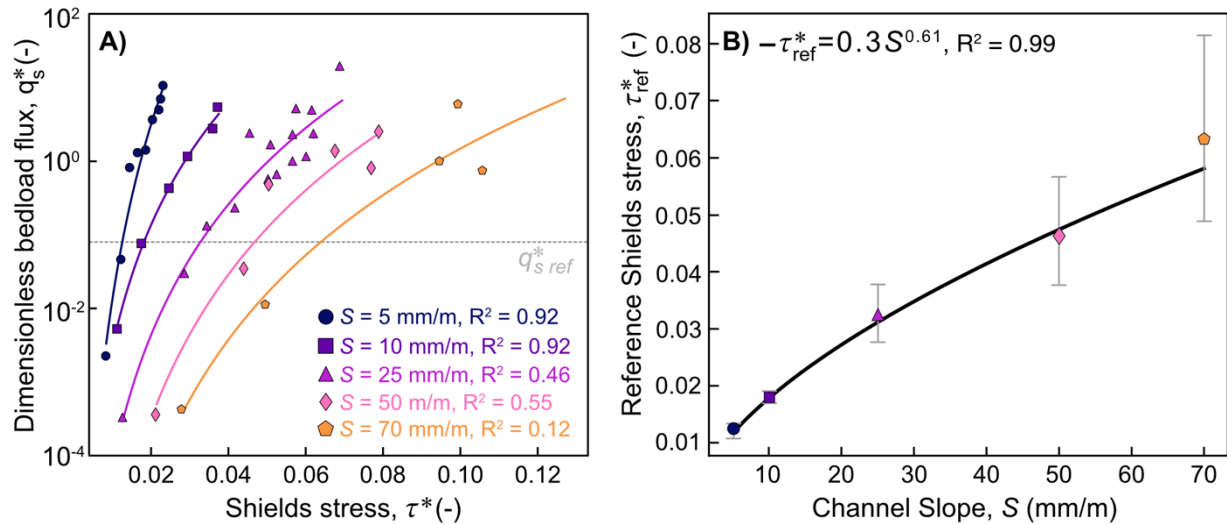 A)
Dimensionless bedload flux, q*s (-)
10²
10⁰
10⁻²
10⁻⁴
q*s ref
S = 5 mm/m, R² = 0.92
S = 10 mm/m, R² = 0.92
S = 25 mm/m, R² = 0.46
S = 50 m/m, R² = 0.55
S = 70 mm/m, R² = 0.12
0.02 0.04 0.06 0.08 0.10 0.12
Shields stress, τ* (-)
B) −τ*ref=0.3S^0.61, R² = 0.99
Reference Shields stress, τ*ref (-)
0.08
0.07
0.06
0.05
0.04
0.03
0.02
0.01
10 20 30 40 50 60 70
Channel Slope, S (mm/m)